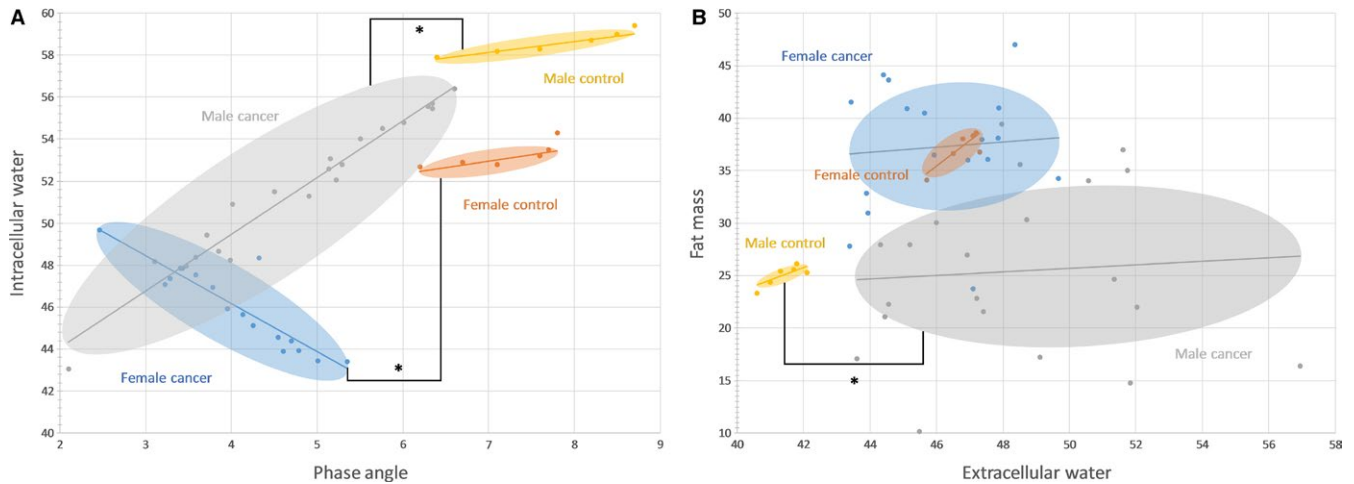 A
60
58
56
54
52
50
48
46
44
42
40
Intracellular water
2 3 4 5 6 7 8 9
Phase angle
*
Male control
Male cancer
Female control
Female cancer
*
B
50
45
40
35
30
25
20
15
10
Fat mass
40 42 44 46 48 50 52 54 56 58
Extracellular water
Female cancer
Female control
Male control
Male cancer
*